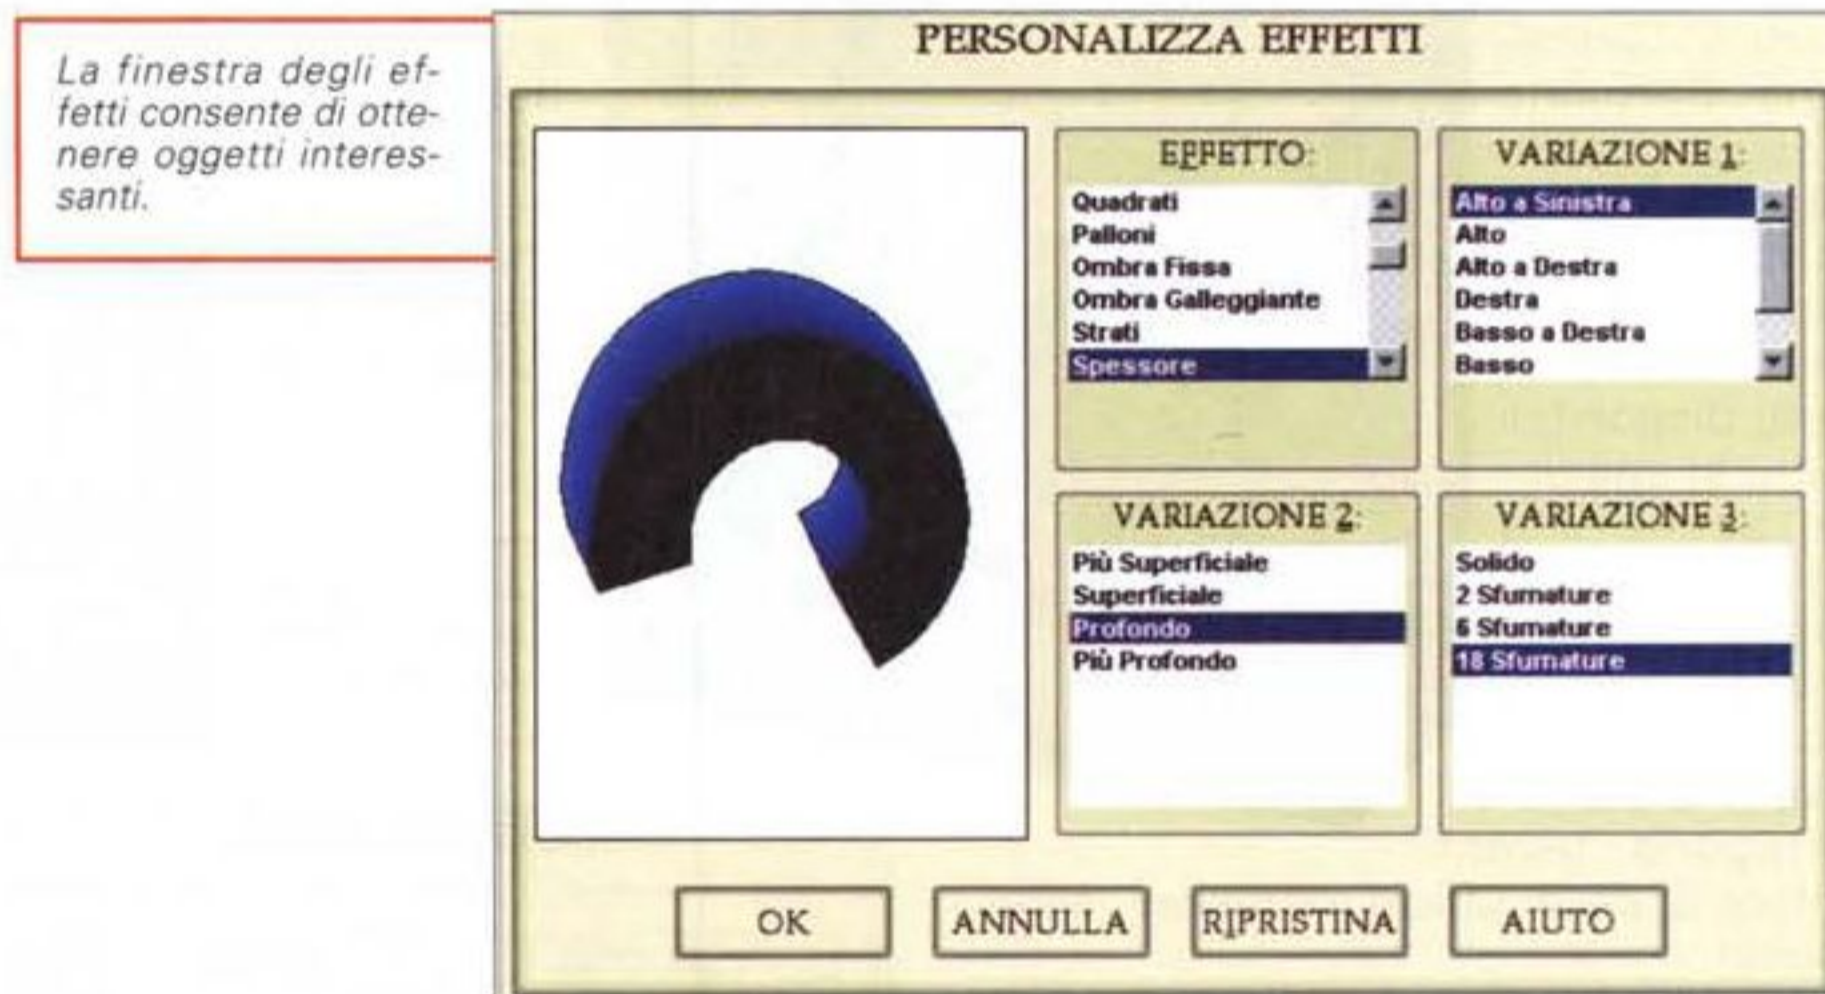 La finestra degli ef-
fetti consente di otte-
nere oggetti interes-
santi.
PERSONALIZZA EFFETTI
EFFETTO:
Quadrati
Palloni
Ombra Fissa
Ombra Galleggiante
Strati
Spessore
VARIAZIONE 1:
Alto a Sinistra
Alto
Alto a Destra
Destra
Basso a Destra
Basso
VARIAZIONE 2:
Più Superficiale
Superficiale
Profondo
Più Profondo
VARIAZIONE 3:
Solido
2 Sfumature
6 Sfumature
18 Sfumature
OK
ANNULLA
RIPRISTINA
AIUTO